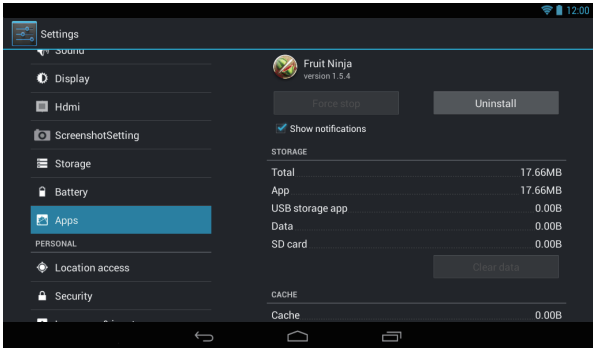 12:00
Settings
Sound
Display
Hdmi
ScreenshotSetting
Storage
Battery
Apps
PERSONAL
Location access
Security
Fruit Ninja
version 1.5.4
Force stop
Uninstall
Show notifications
STORAGE
Total 17.66MB
App 17.66MB
USB storage app 0.00B
Data 0.00B
SD card 0.00B
Clear data
CACHE
Cache 0.00B